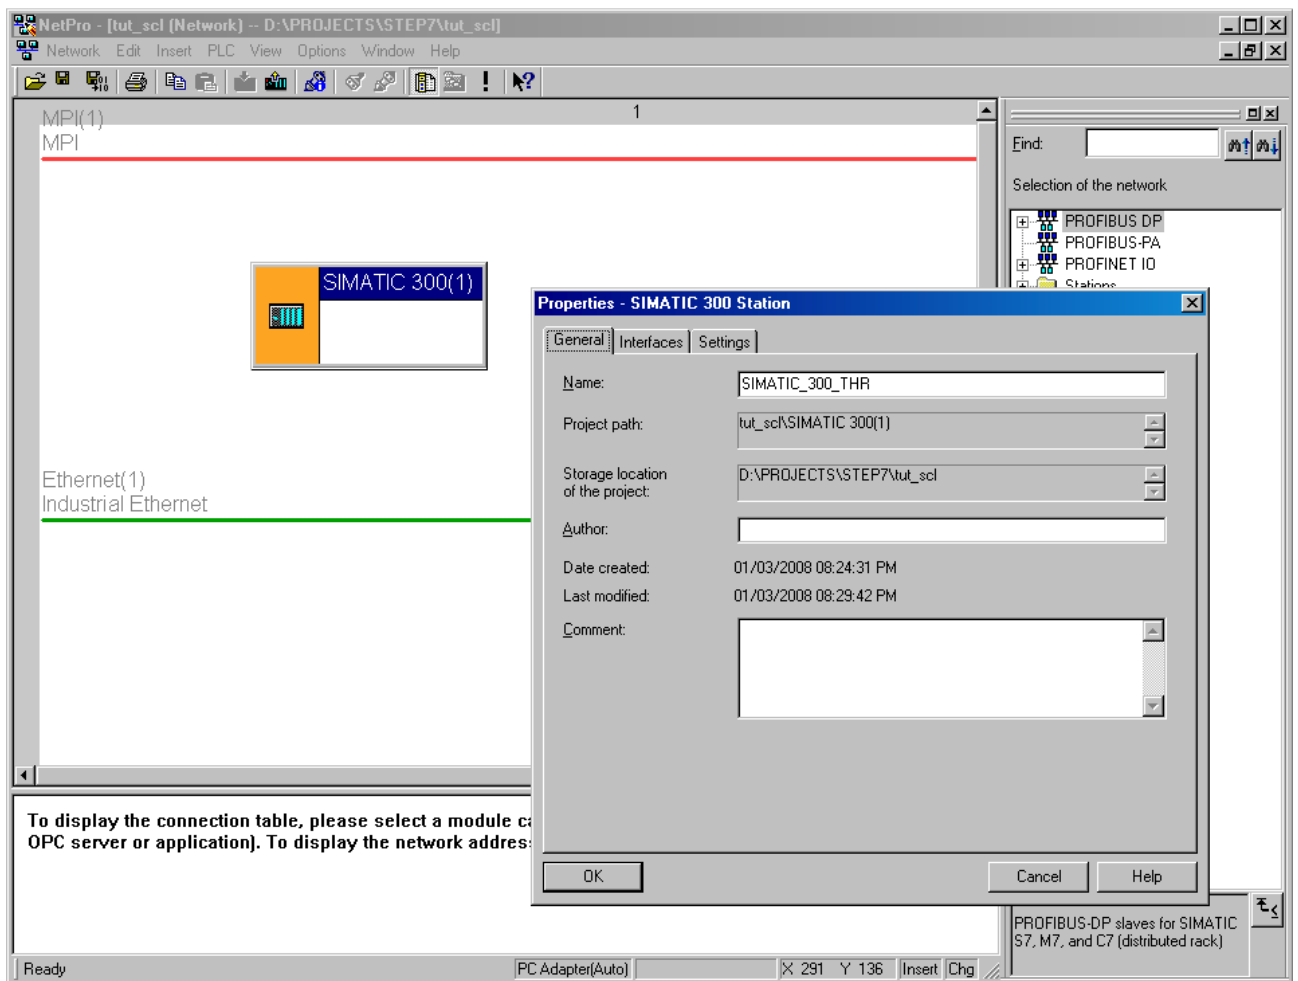 NetPro - [tut_scl (Network) -- D:\PROJECTS\STEP7\tut_scl]
Network Edit Insert PLC View Options Window Help
MPI(1)
MPI
1
SIMATIC 300(1)
Ethernet(1)
Industrial Ethernet
Find:
Selection of the network
PROFIBUS DP
PROFIBUS-PA
PROFINET IO
Stations
Properties - SIMATIC 300 Station
General Interfaces Settings
Name: SIMATIC_300_THR
Project path: tut_scl\SIMATIC 300(1)
Storage location
of the project: D:\PROJECTS\STEP7\tut_scl
Author:
Date created: 01/03/2008 08:24:31 PM
Last modified: 01/03/2008 08:29:42 PM
Comment:
OK Cancel Help
To display the connection table, please select a module
OPC server or application). To display the network
PROFIBUS-DP slaves for SIMATIC
S7, M7, and C7 (distributed rack)
Ready PC Adapter(Auto) X 291 Y 136 Insert Chg